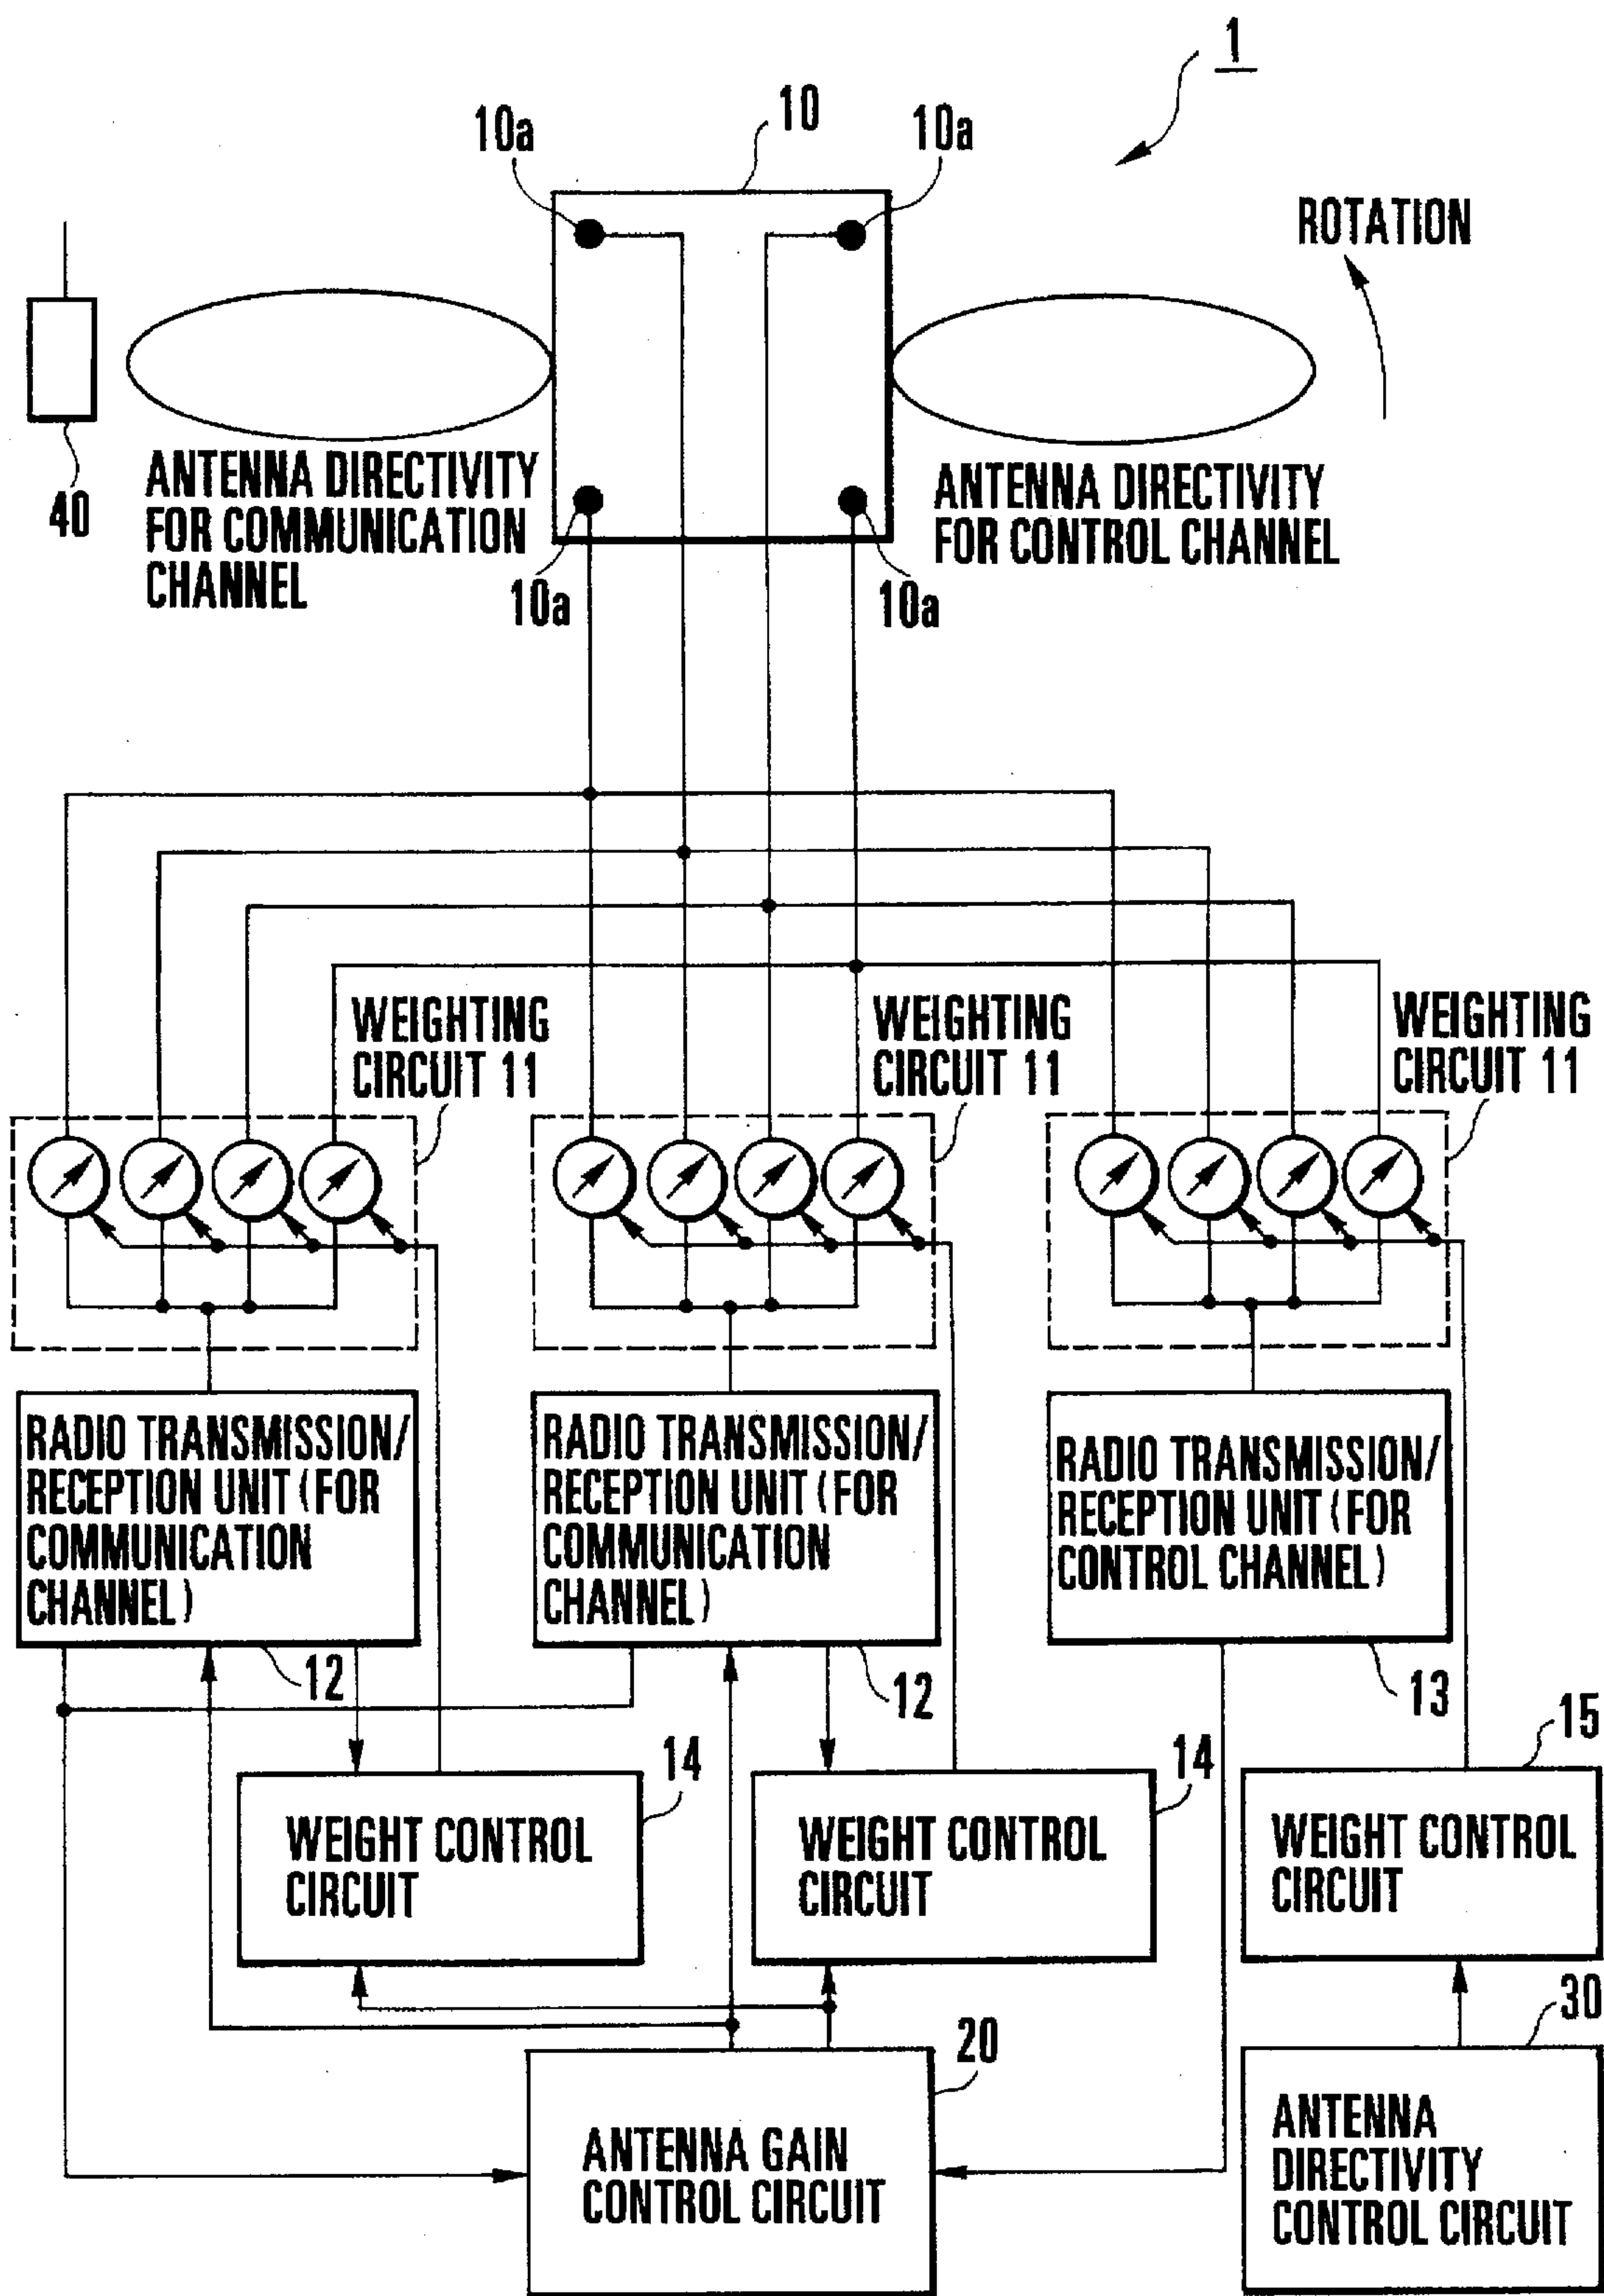 1
10
10a
10a
ROTATION
40
ANTENNA DIRECTIVITY
FOR COMMUNICATION
CHANNEL
ANTENNA DIRECTIVITY
FOR CONTROL CHANNEL
10a
10a
WEIGHTING
CIRCUIT 11
WEIGHTING
CIRCUIT 11
WEIGHTING
CIRCUIT 11
RADIO TRANSMISSION/
RECEPTION UNIT (FOR
COMMUNICATION
CHANNEL)
RADIO TRANSMISSION/
RECEPTION UNIT (FOR
COMMUNICATION
CHANNEL)
RADIO TRANSMISSION/
RECEPTION UNIT (FOR
CONTROL CHANNEL)
12
12
13
14
14
15
WEIGHT CONTROL
CIRCUIT
WEIGHT CONTROL
CIRCUIT
WEIGHT CONTROL
CIRCUIT
20
30
ANTENNA GAIN
CONTROL CIRCUIT
ANTENNA
DIRECTIVITY
CONTROL CIRCUIT